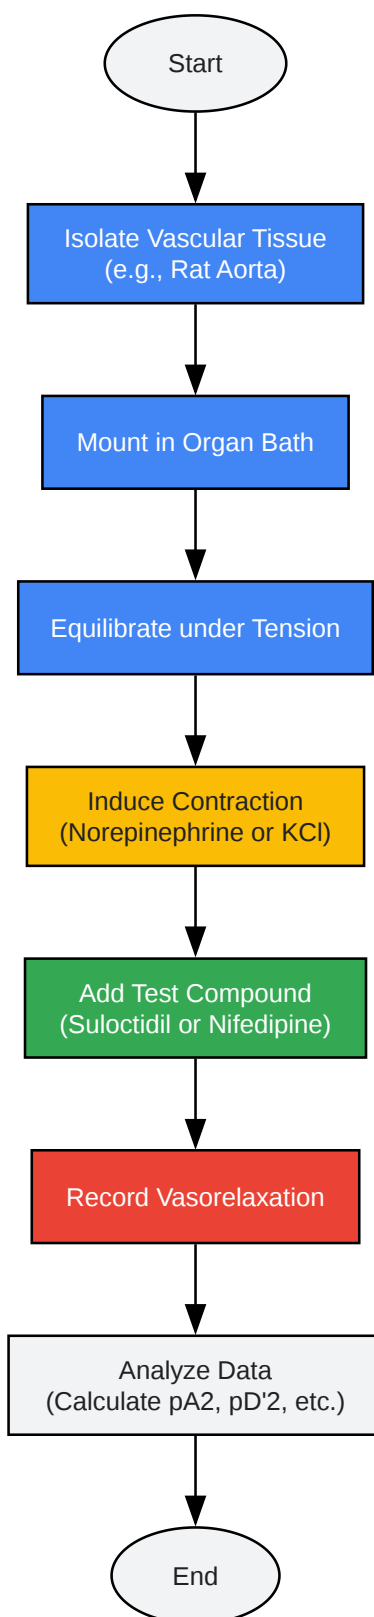 Start
Isolate Vascular Tissue
(e.g., Rat Aorta)
Mount in Organ Bath
Equilibrate under Tension
Induce Contraction
(Norepinephrine or KCl)
Add Test Compound
(Suloctidil or Nifedipine)
Record Vasorelaxation
Analyze Data
(Calculate pA2, pD'2, etc.)
End